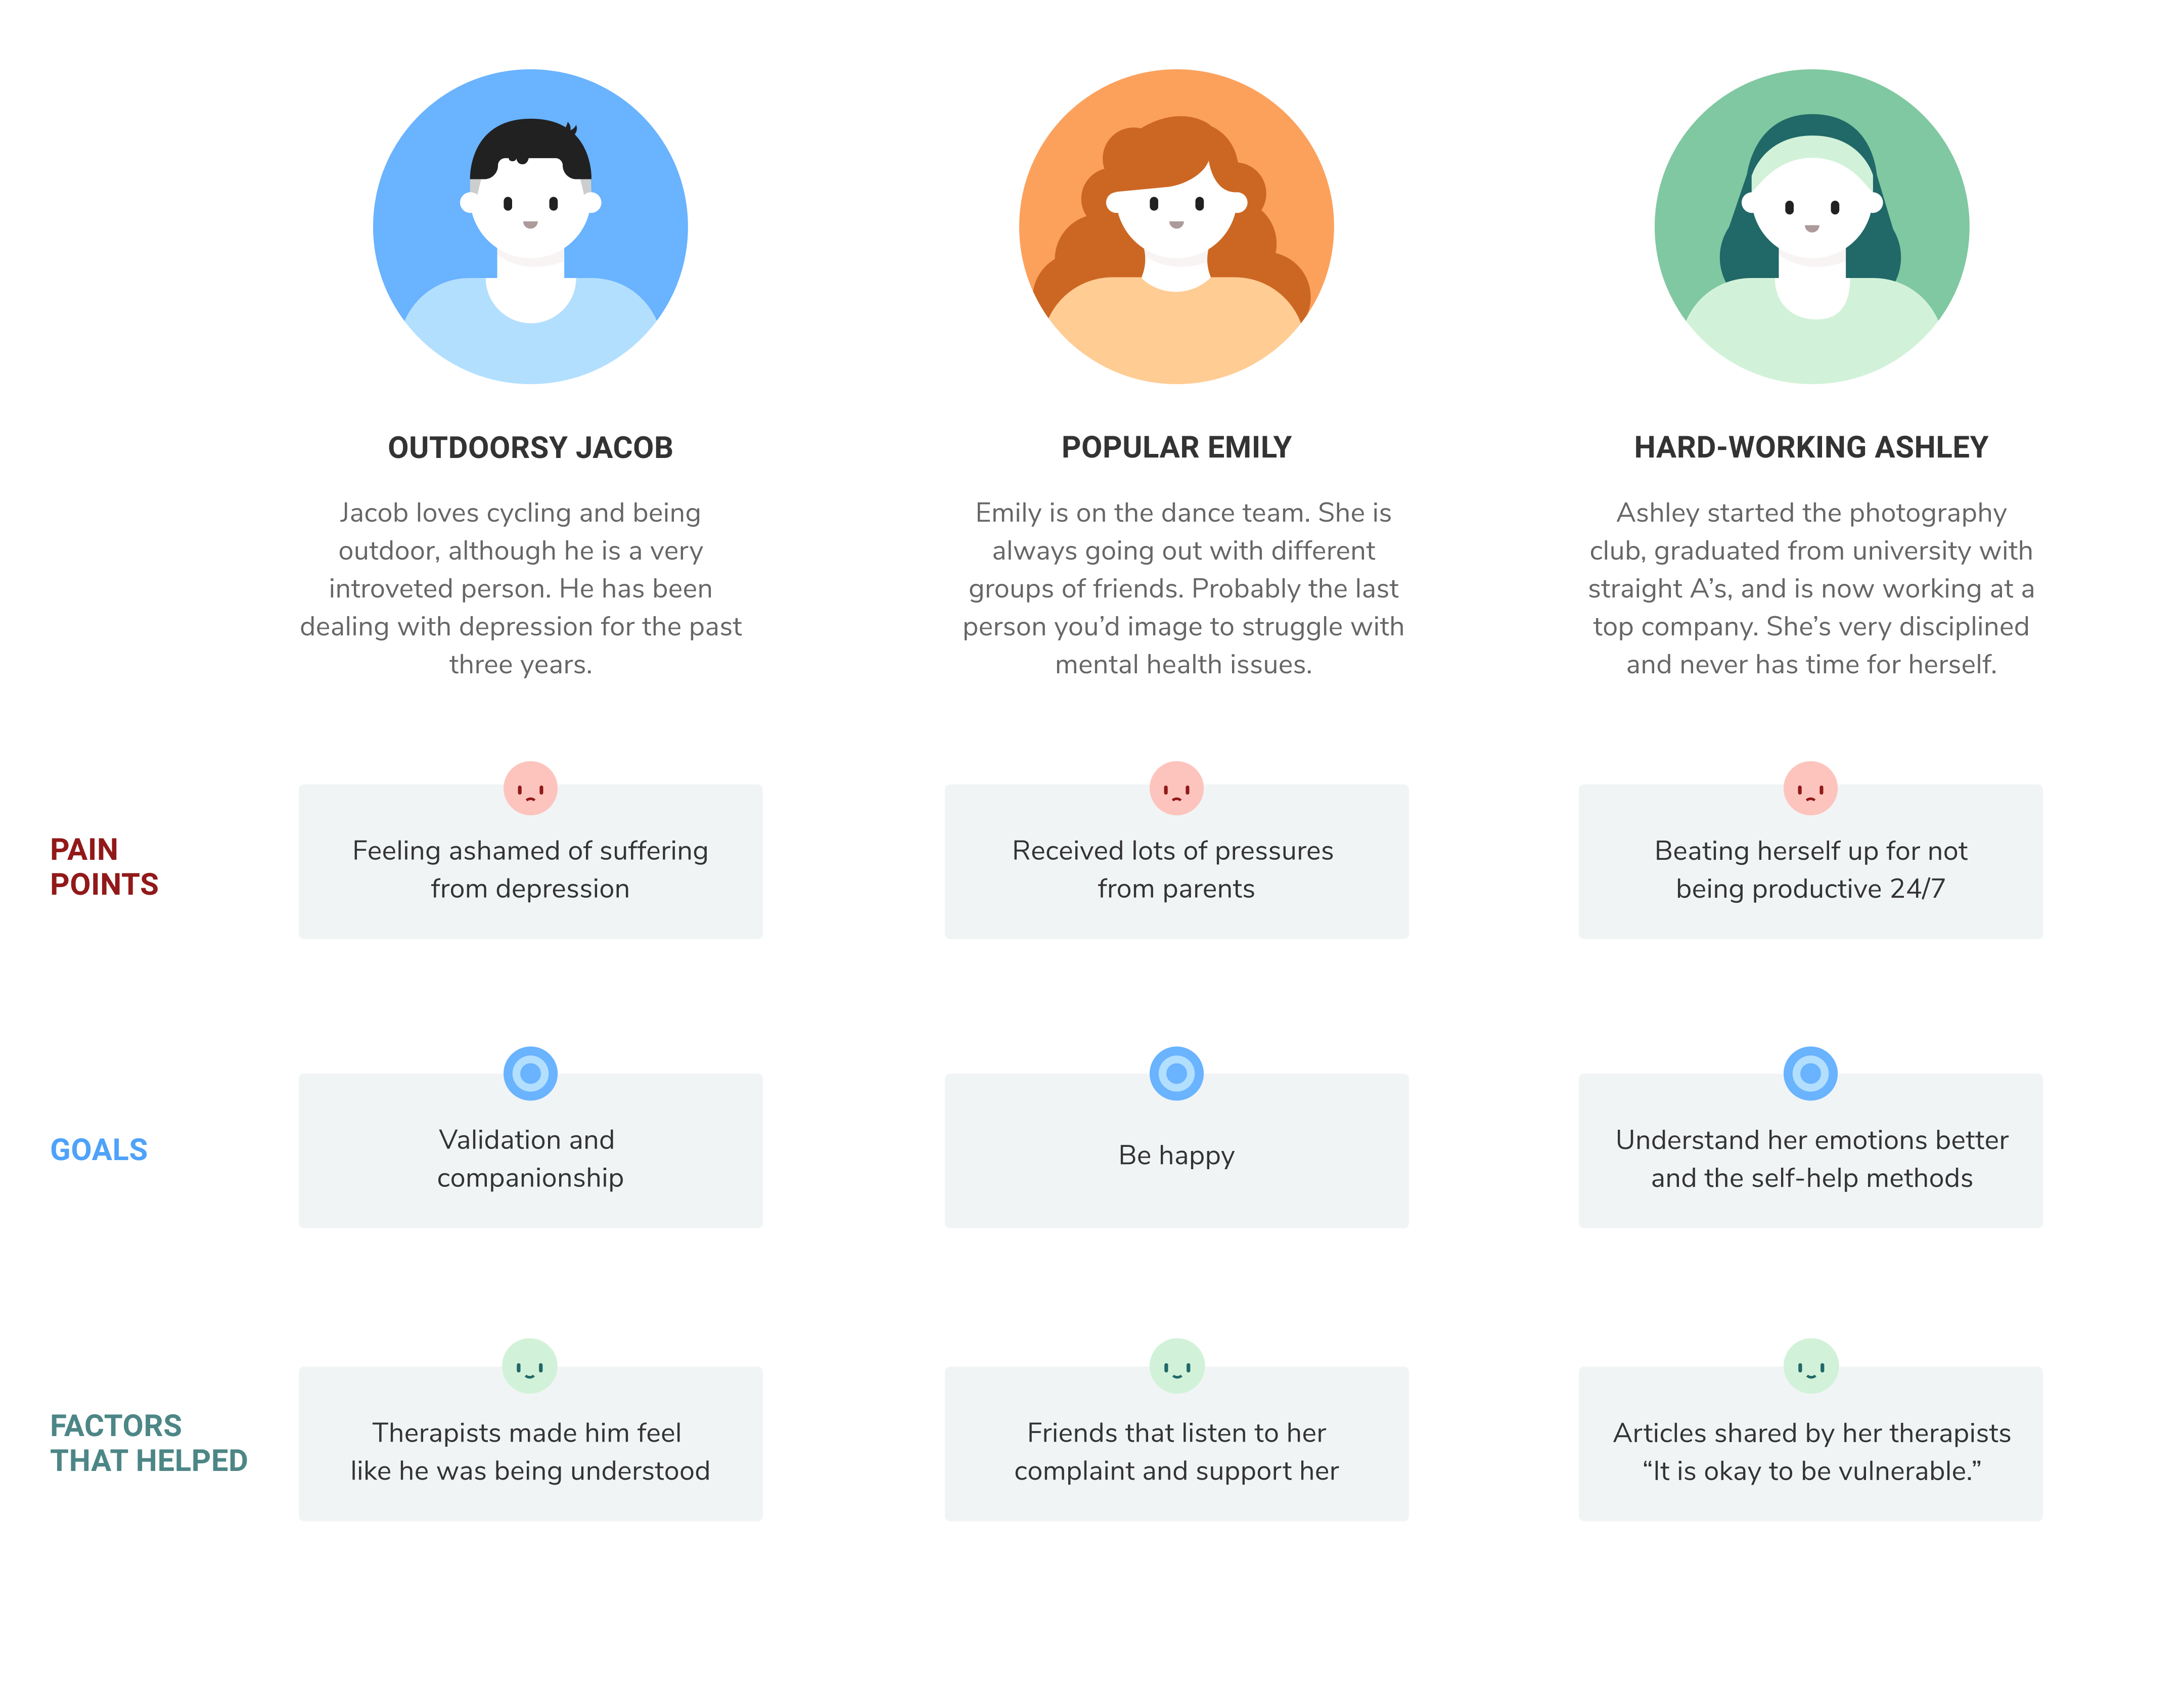 OUTDOORSY JACOB
Jacob loves cycling and being
outdoor, although he is a very
introveted person. He has been
dealing with depression for the past
three years.
POPULAR EMILY
Emily is on the dance team. She is
always going out with different
groups of friends. Probably the last
person you’d image to struggle with
mental health issues.
HARD-WORKING ASHLEY
Ashley started the photography
club, graduated from university with
straight A’s, and is now working at a
top company. She’s very disciplined
and never has time for herself.
PAIN
POINTS
Feeling ashamed of suffering
from depression
Received lots of pressures
from parents
Beating herself up for not
being productive 24/7
GOALS
Validation and
companionship
Be happy
Understand her emotions better
and the self-help methods
FACTORS
THAT HELPED
Therapists made him feel
like he was being understood
Friends that listen to her
complaint and support her
Articles shared by her therapists
“It is okay to be vulnerable.”